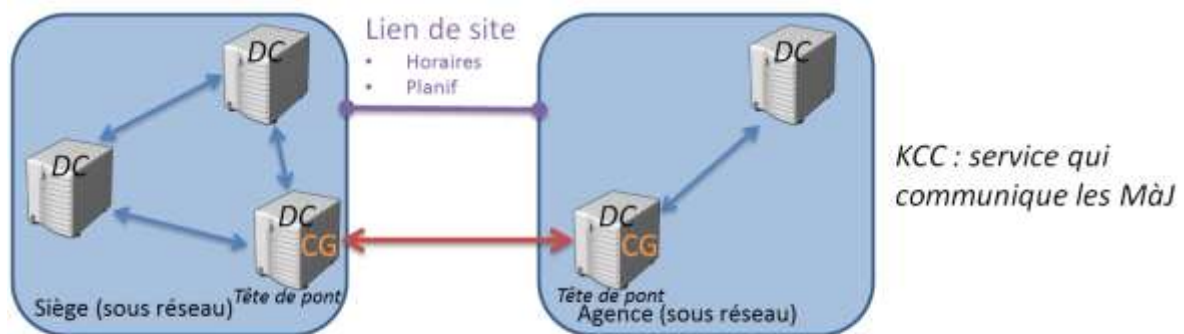 DC
Lien de site
• Horaires
• Planif
DC
DC
DC
CG
Tête de pont
Siège (sous réseau)
DC
CG
Tête de pont
Agence (sous réseau)
KCC : service qui
communique les MàJ